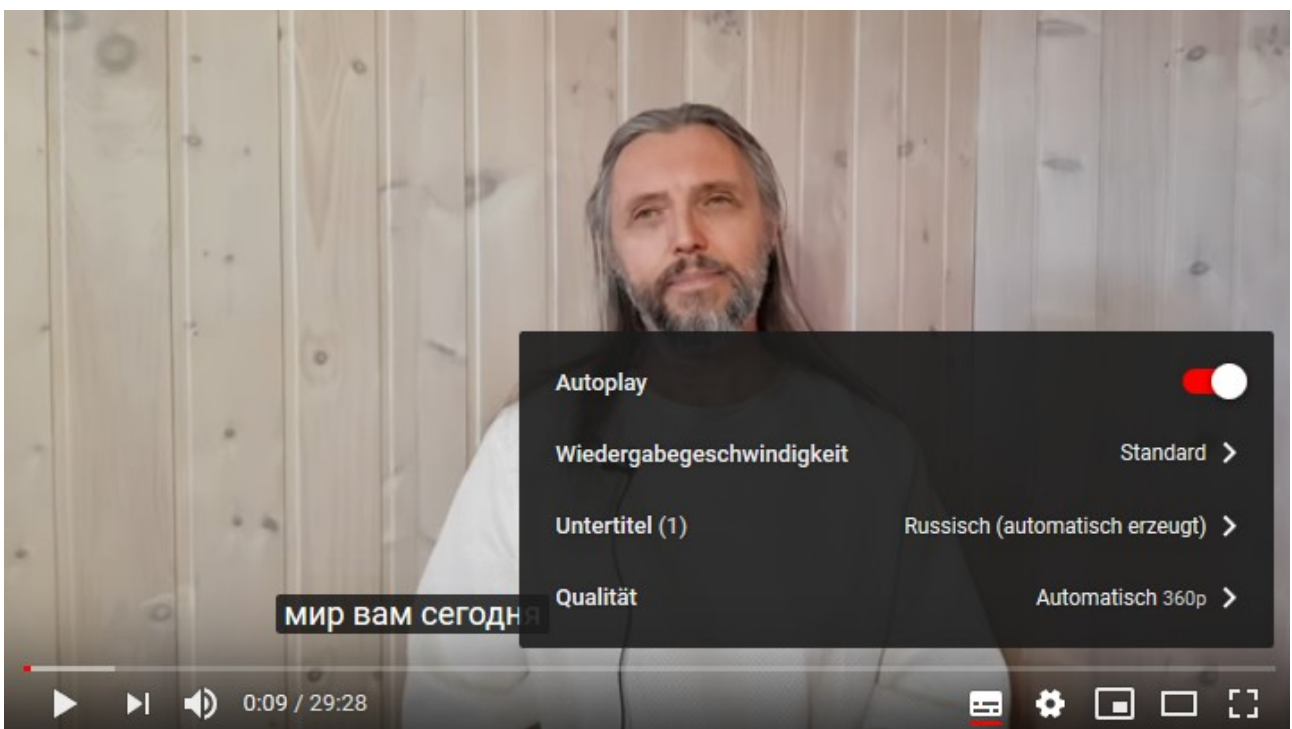 Autoplay
Wiedergabegeschwindigkeit Standard
Untertitel (1) Russisch (automatisch erzeugt)
Qualität Automatisch 360p
мир вам сегодня
0:09 / 29:28